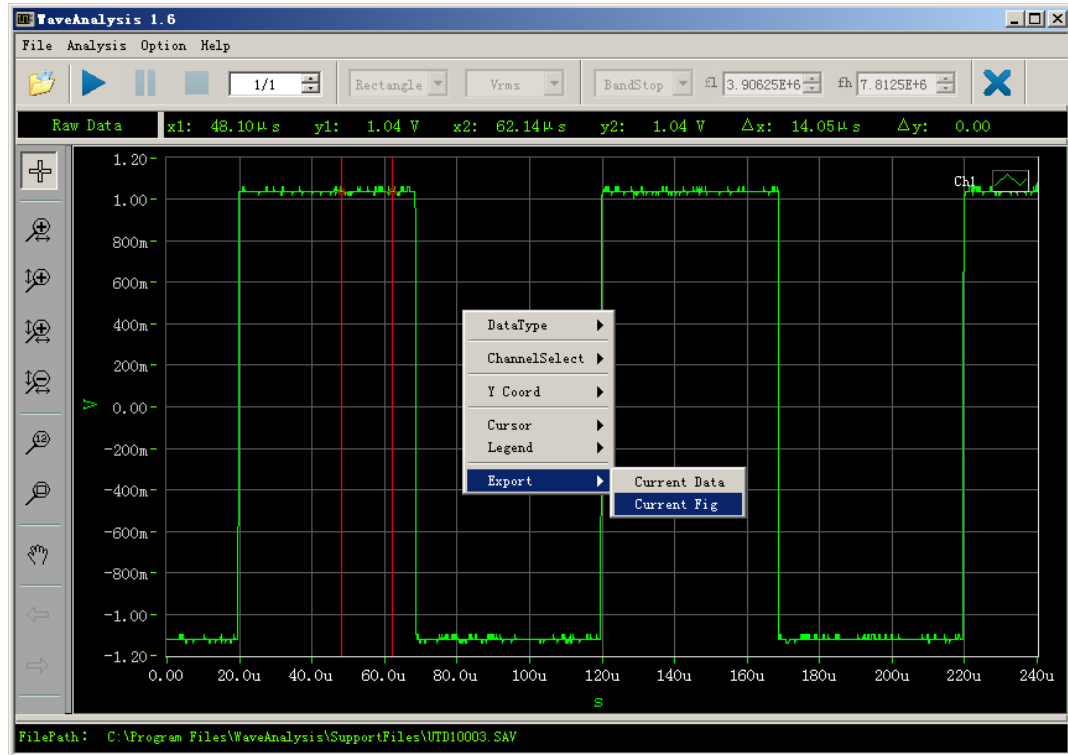 WaveAnalysis 1.6
File Analysis Option Help
1/1 Rectangle Vrms BandStop fl 3.90625E+6 fh 7.8125E+6
Raw Data x1: 48.10μs y1: 1.04 V x2: 62.14μs y2: 1.04 V △x: 14.05μs △y: 0.00
Ch1
1.20
1.00
800m
600m
400m
200m
0.00
-200m
-400m
-600m
-800m
-1.00
-1.20
V
DataType
ChannelSelect
Y Coord
Cursor
Legend
Export
Current Data
Current Fig
0.00 20.0u 40.0u 60.0u 80.0u 100u 120u 140u 160u 180u 200u 220u 240u
s
FilePath: C:\Program Files\WaveAnalysis\SupportFiles\UTD10003.SAV